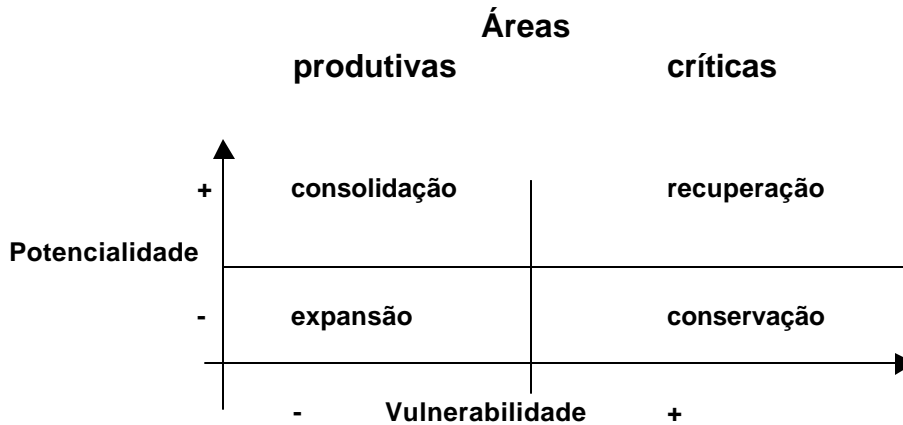 Áreas
produtivas críticas
+ consolidação recuperação
Potencialidade
- expansão conservação
- Vulnerabilidade +